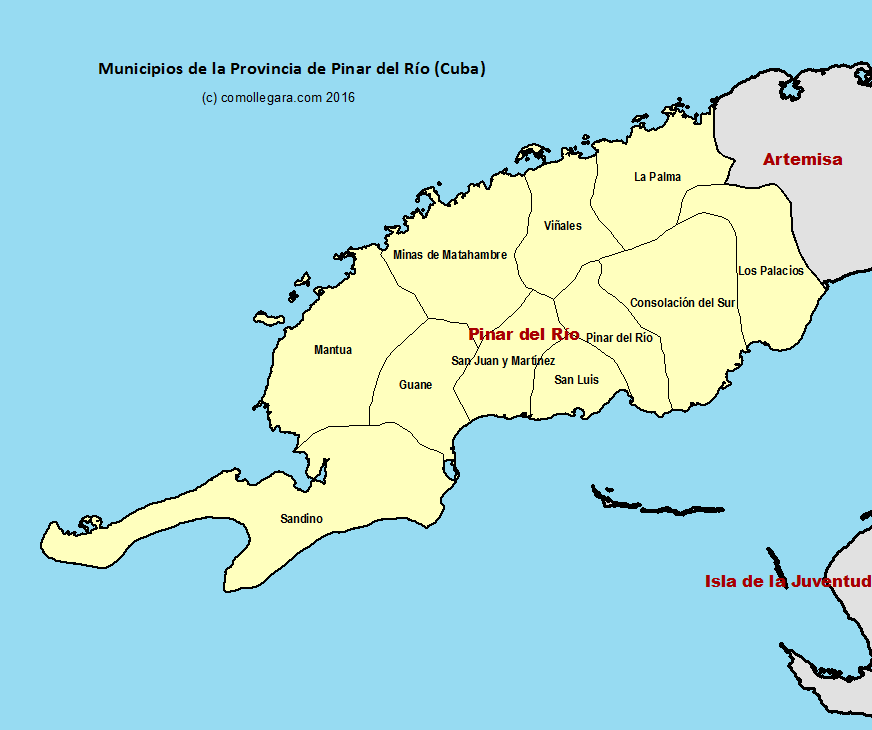 Municipios de la Provincia de Pinar del Río (Cuba)
(c) comollegara.com 2016
Artemisa
La Palma
Viñales
Minas de Matahambre
Los Palacios
Consolación del Sur
Pinar del Río
Pinar del Río
Mantua
San Juan y Martinez
San Luis
Guane
Sandino
Isla de la Juventud